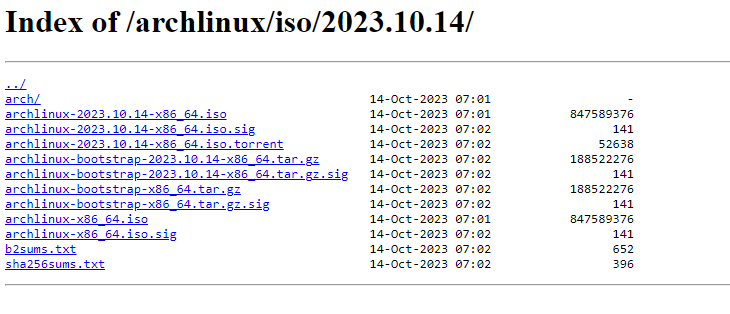 Index of /archlinux/iso/2023.10.14/
../
arch/ 14-Oct-2023 07:01 -
archlinux-2023.10.14-x86_64.iso 14-Oct-2023 07:01 847589376
archlinux-2023.10.14-x86_64.iso.sig 14-Oct-2023 07:02 141
archlinux-2023.10.14-x86_64.iso.torrent 14-Oct-2023 07:02 52638
archlinux-bootstrap-2023.10.14-x86_64.tar.gz 14-Oct-2023 07:02 188522276
archlinux-bootstrap-2023.10.14-x86_64.tar.gz.sig 14-Oct-2023 07:02 141
archlinux-bootstrap-x86_64.tar.gz 14-Oct-2023 07:02 188522276
archlinux-bootstrap-x86_64.tar.gz.sig 14-Oct-2023 07:02 141
archlinux-x86_64.iso 14-Oct-2023 07:01 847589376
archlinux-x86_64.iso.sig 14-Oct-2023 07:02 141
b2sums.txt 14-Oct-2023 07:02 652
sha256sums.txt 14-Oct-2023 07:02 396